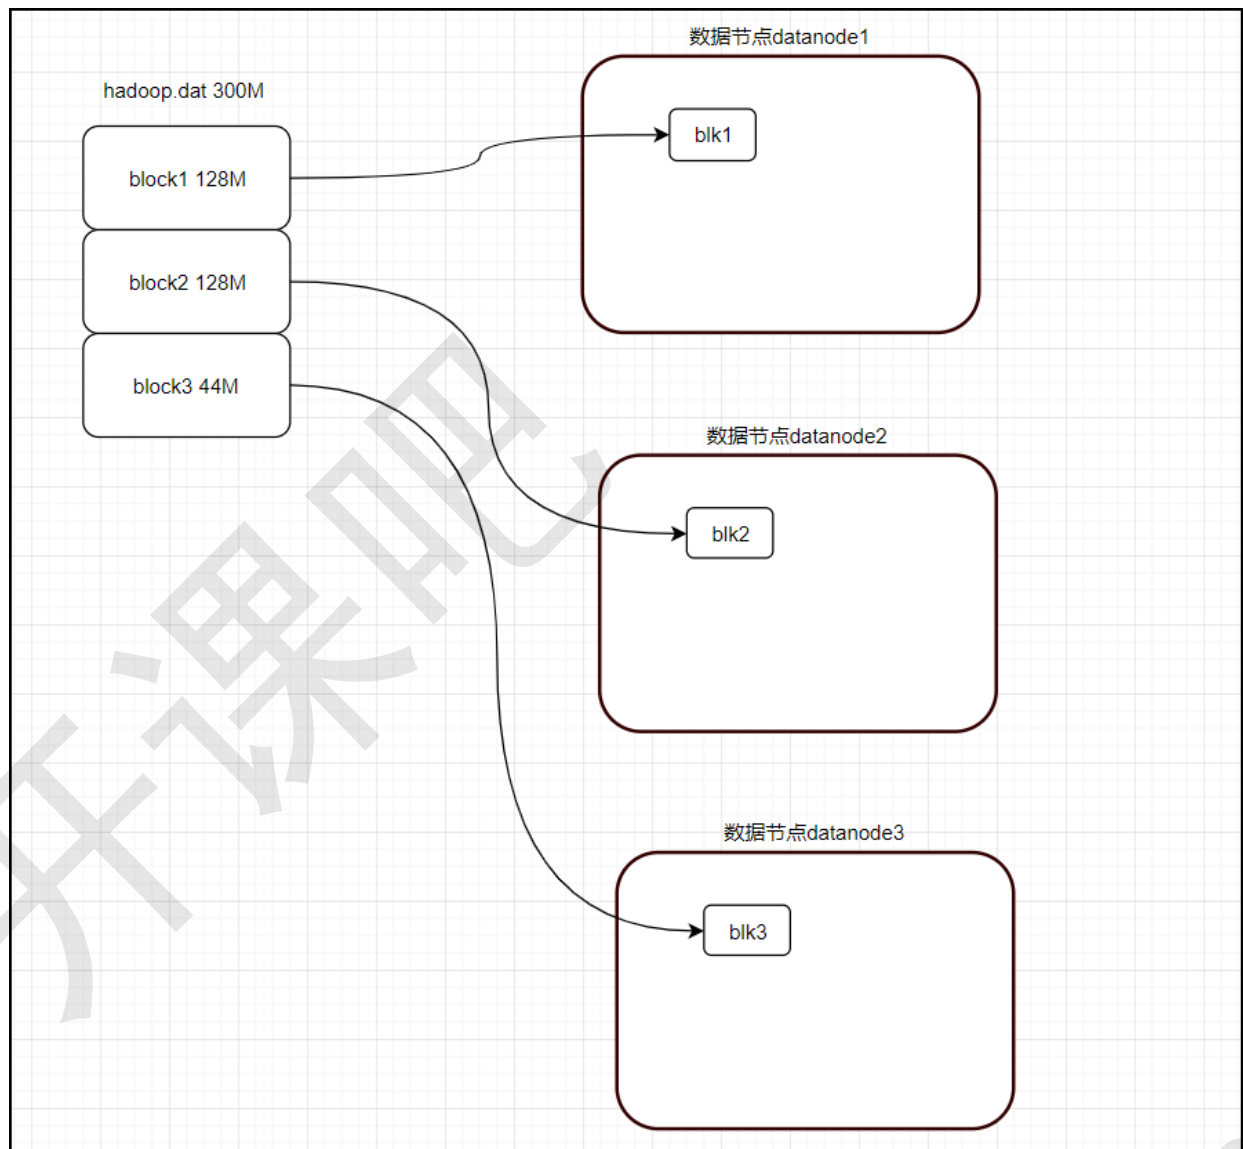 数据节点datanode1
hadoop.dat 300M
blk1
block1 128M
block2 128M
block3 44M
数据节点datanode2
blk2
数据节点datanode3
blk3
开课吧